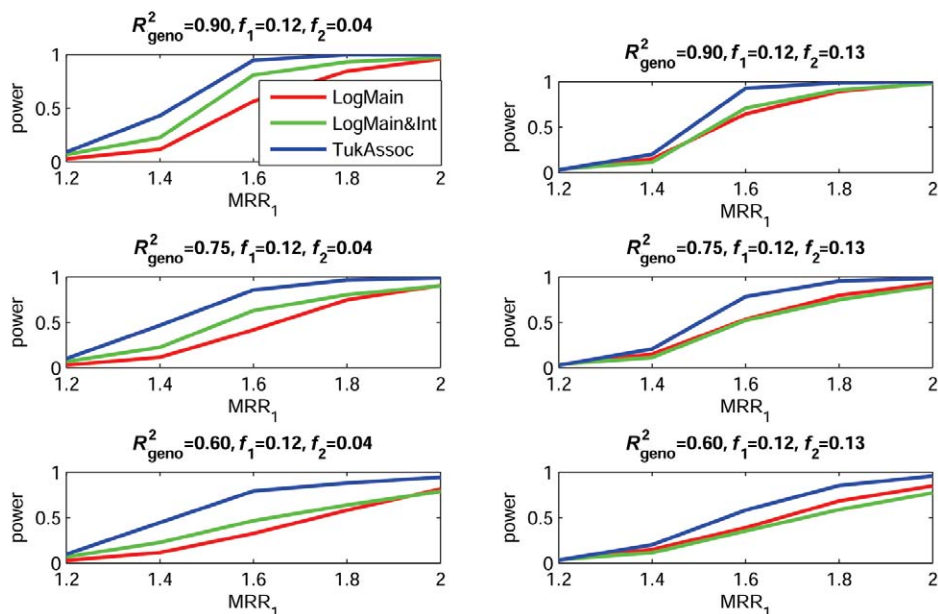 R²geno=0.90, f1=0.12, f2=0.04
power
1
0.5
0
1.2 1.4 1.6 1.8 2
MRR1
LogMain
LogMain&Int
TukAssoc
R²geno=0.90, f1=0.12, f2=0.13
power
1
0.5
0
1.2 1.4 1.6 1.8 2
MRR1
R²geno=0.75, f1=0.12, f2=0.04
power
1
0.5
0
1.2 1.4 1.6 1.8 2
MRR1
R²geno=0.75, f1=0.12, f2=0.13
power
1
0.5
0
1.2 1.4 1.6 1.8 2
MRR1
R²geno=0.60, f1=0.12, f2=0.04
power
1
0.5
0
1.2 1.4 1.6 1.8 2
MRR1
R²geno=0.60, f1=0.12, f2=0.13
power
1
0.5
0
1.2 1.4 1.6 1.8 2
MRR1